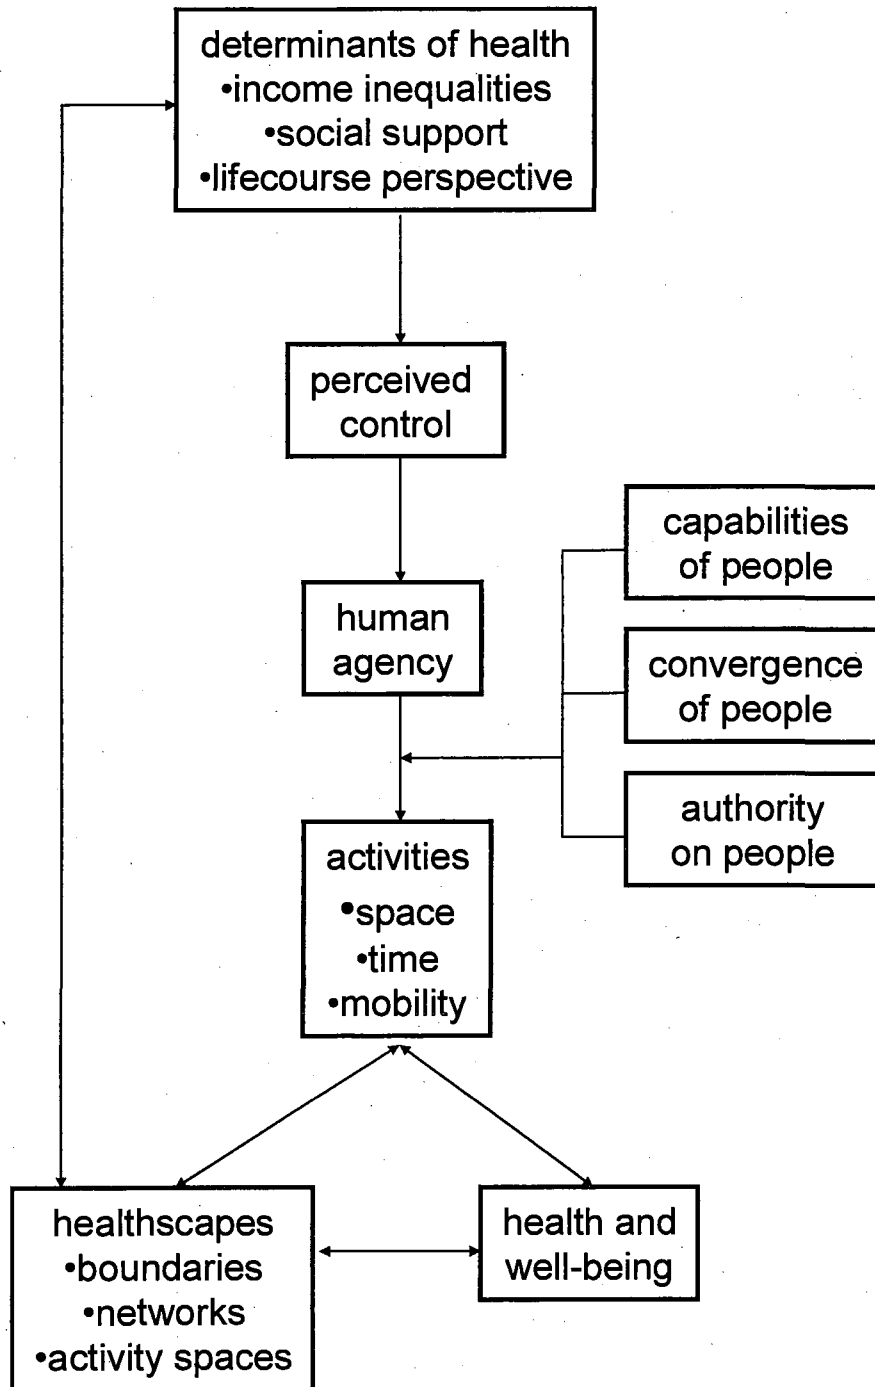 determinants of health
•income inequalities
•social support
•lifecourse perspective
perceived
control
human
agency
capabilities
of people
convergence
of people
authority
on people
activities
•space
•time
•mobility
healthscapes
•boundaries
•networks
•activity spaces
health and
well-being